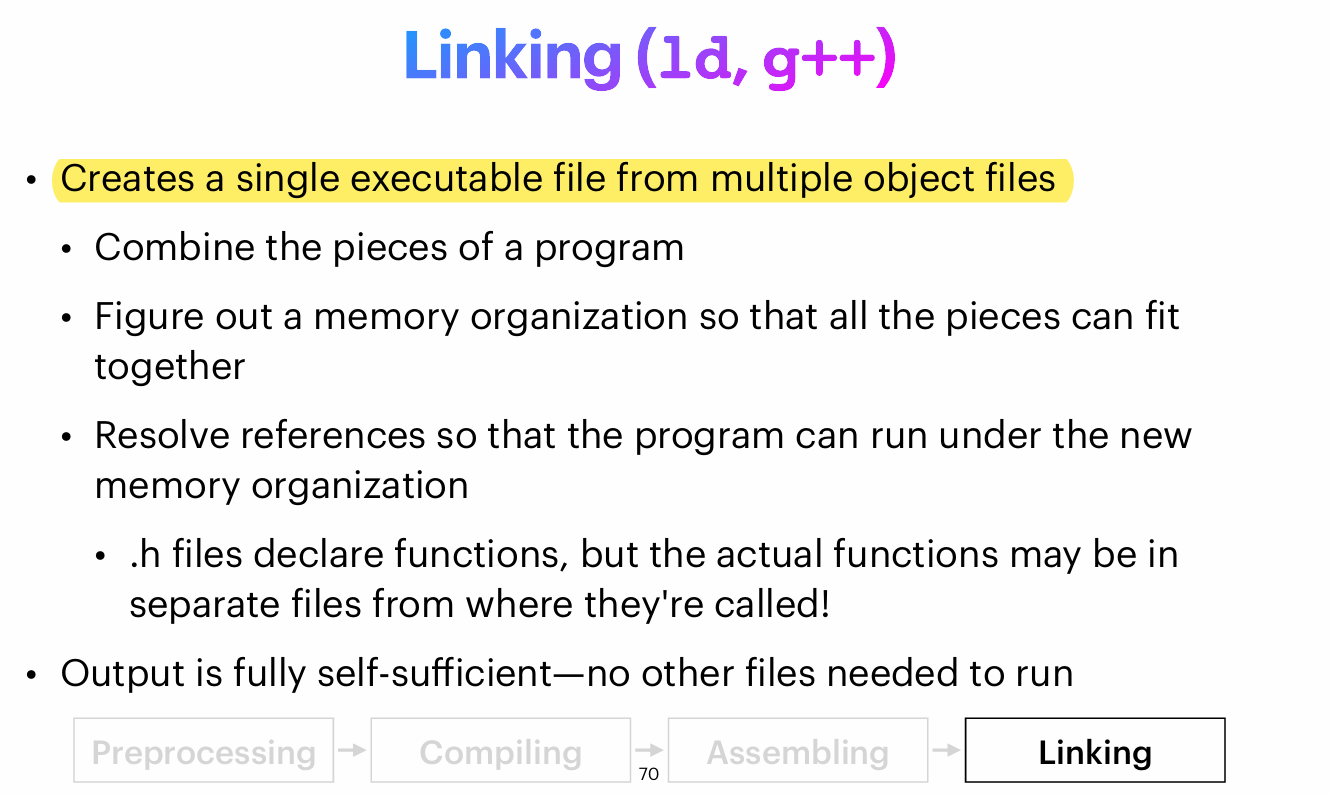 Linking (ld, g++)
• Creates a single executable file from multiple object files
• Combine the pieces of a program
• Figure out a memory organization so that all the pieces can fit
together
• Resolve references so that the program can run under the new
memory organization
• .h files declare functions, but the actual functions may be in
separate files from where they're called!
• Output is fully self-sufficient—no other files needed to run
Preprocessing Compiling Assembling Linking
70